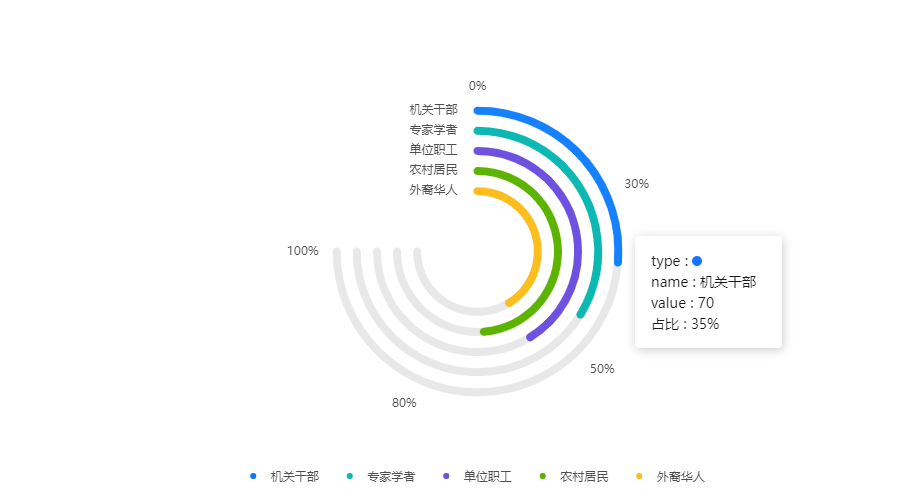 0%
机关干部
专家学者
单位职工
农村居民
外裔华人
30%
100%
type :
name : 机关干部
value : 70
占比 : 35%
50%
80%
机关干部 专家学者 单位职工 农村居民 外裔华人